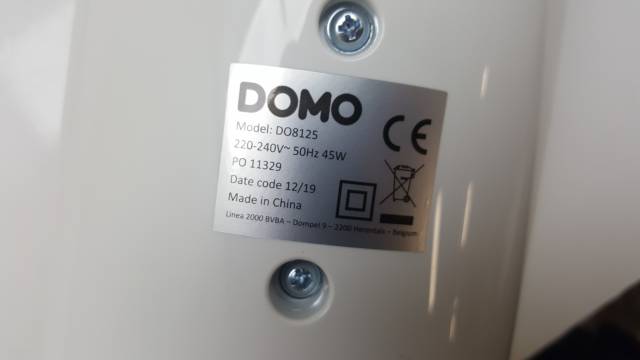 DOMO
Model: DO8125
220-240V~ 50Hz 45W
PO 11329
Date code 12/19
Made in China
CE
Linea 2000 BVBA – Dompel 9 – 2200 Herentals – Belgium